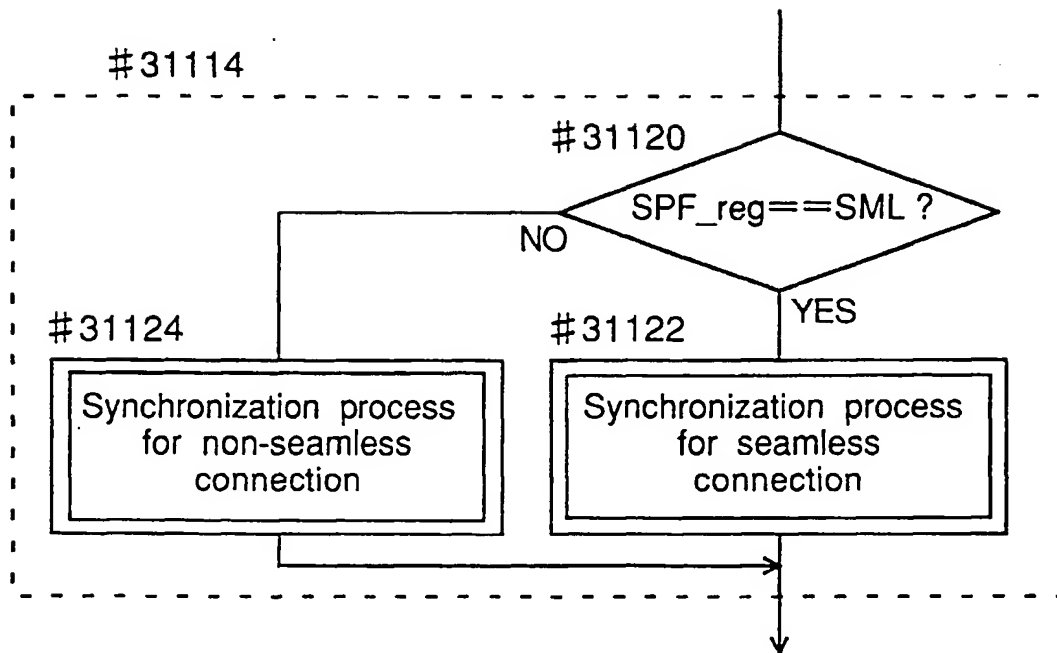 #31114
#31120
SPF_reg==SML ?
NO
YES
#31124
#31122
Synchronization process
for non-seamless
connection
Synchronization process
for seamless
connection